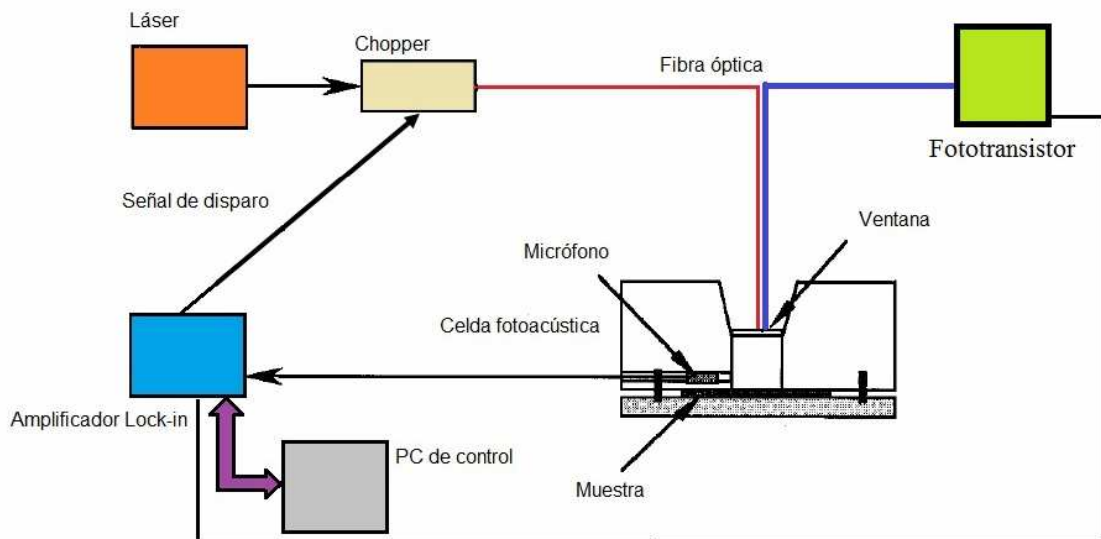 Láser
Chopper
Fibra óptica
Fototransistor
Señal de disparo
Ventana
Micrófono
Celda fotoacústica
Amplificador Lock-in
PC de control
Muestra